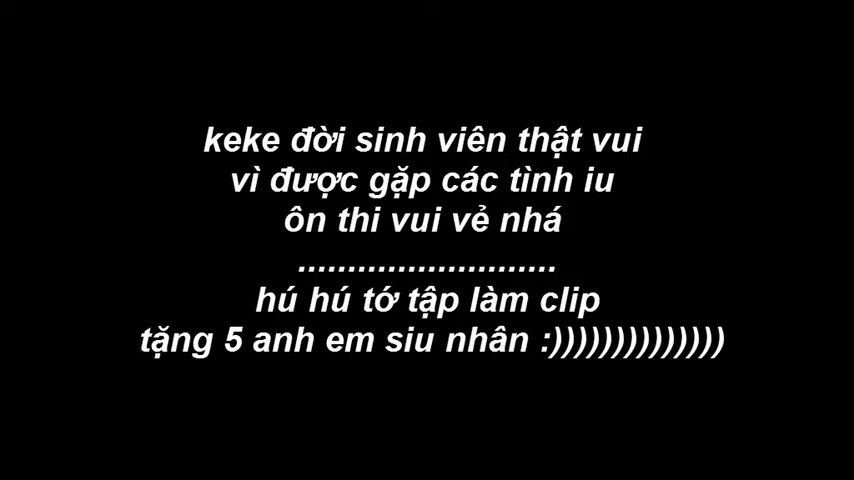 keke đời sinh viên thật vui
vì được gặp các tình iu
ôn thi vui vẻ nhá
..........................
hú hú tớ tập làm clip
tặng 5 anh em siu nhân :))))))))))))))